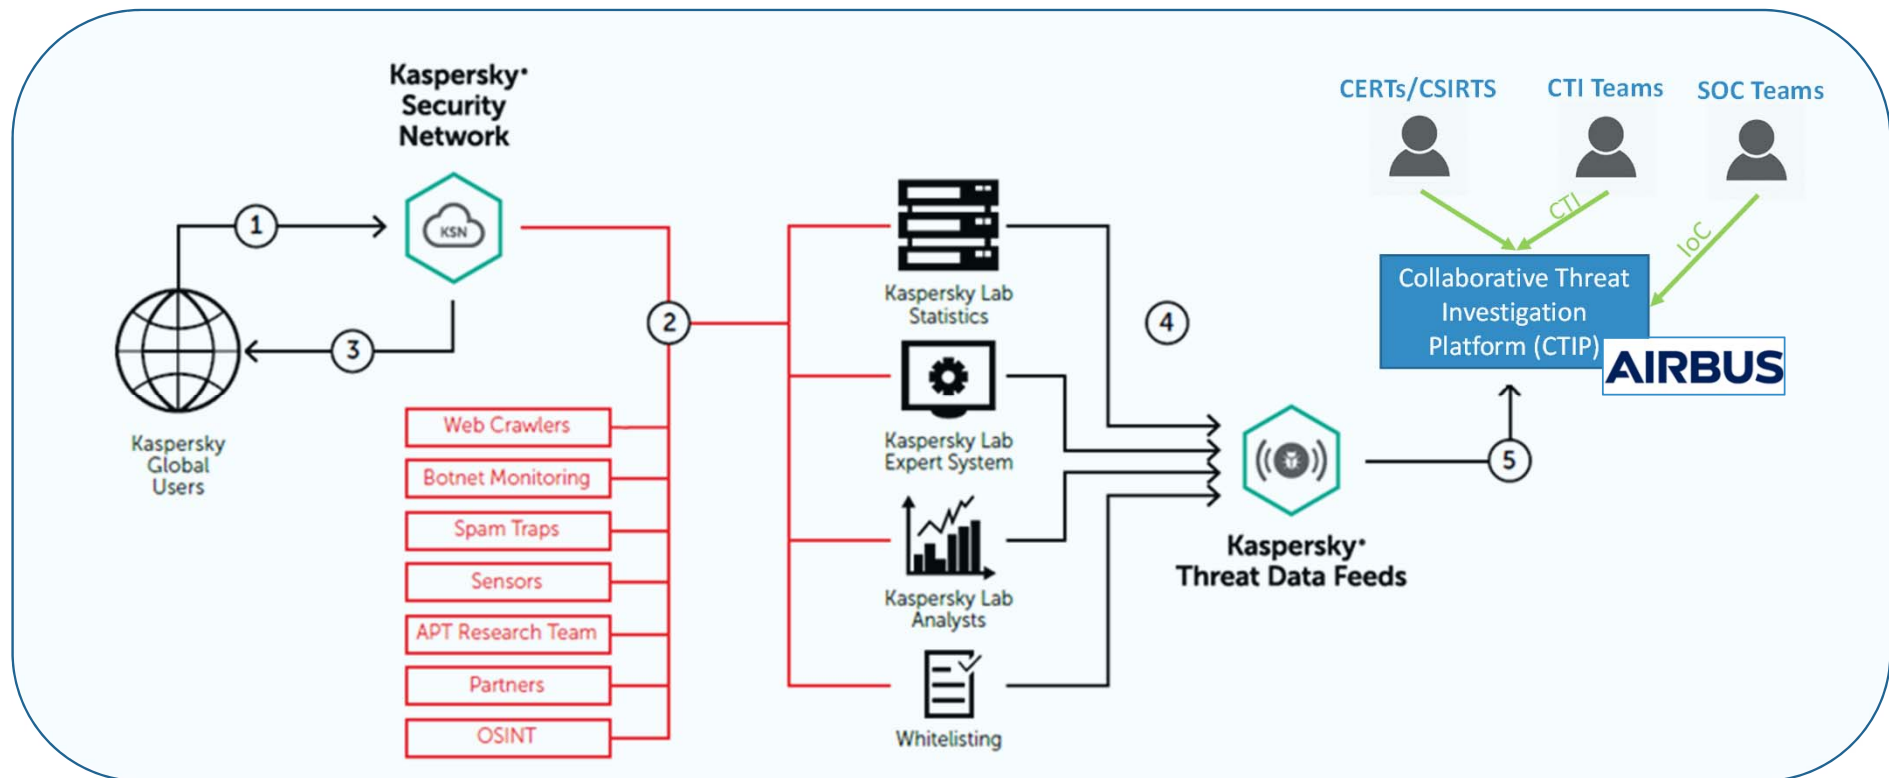 Kaspersky•
Security
Network
KSN
1
3
Kaspersky
Global
Users
2
Web Crawlers
Botnet Monitoring
Spam Traps
Sensors
APT Research Team
Partners
OSINT
Kaspersky Lab
Statistics
Kaspersky Lab
Expert System
Kaspersky Lab
Analysts
Whitelisting
4
Kaspersky•
Threat Data Feeds
5
CERTs/CSIRTS
CTI Teams
SOC Teams
CTI
IoC
Collaborative Threat
Investigation
Platform (CTIP)
AIRBUS